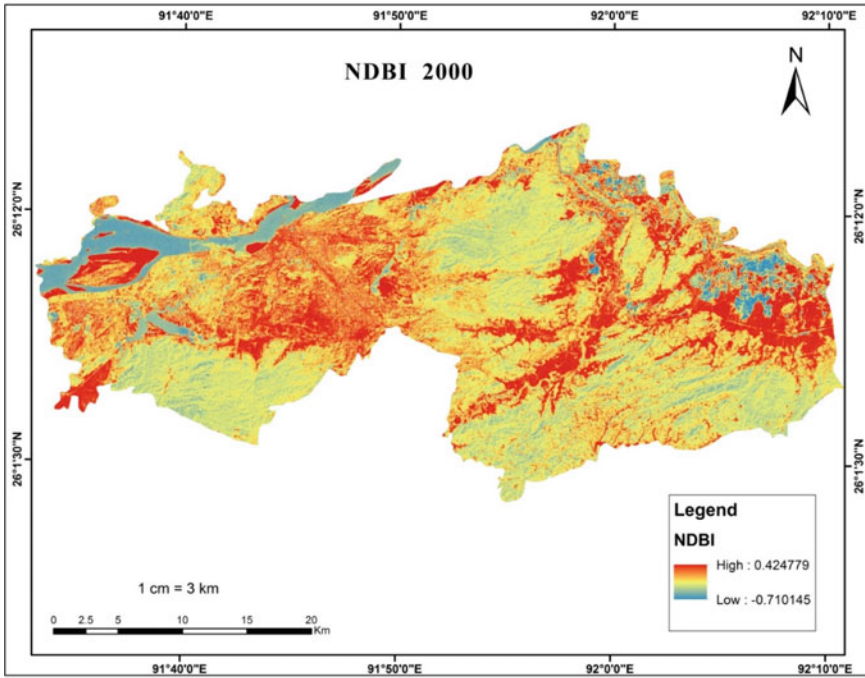 91°40'0"E 91°50'0"E 92°0'0"E 92°10'0"E
NDBI 2000
N
26°12'0"N 26°12'0"N
26°1'30"N 26°1'30"N
Legend
NDBI
High : 0.424779
Low : -0.710145
1 cm = 3 km
0 2.5 5 10 15 20
Km
91°40'0"E 91°50'0"E 92°0'0"E 92°10'0"E